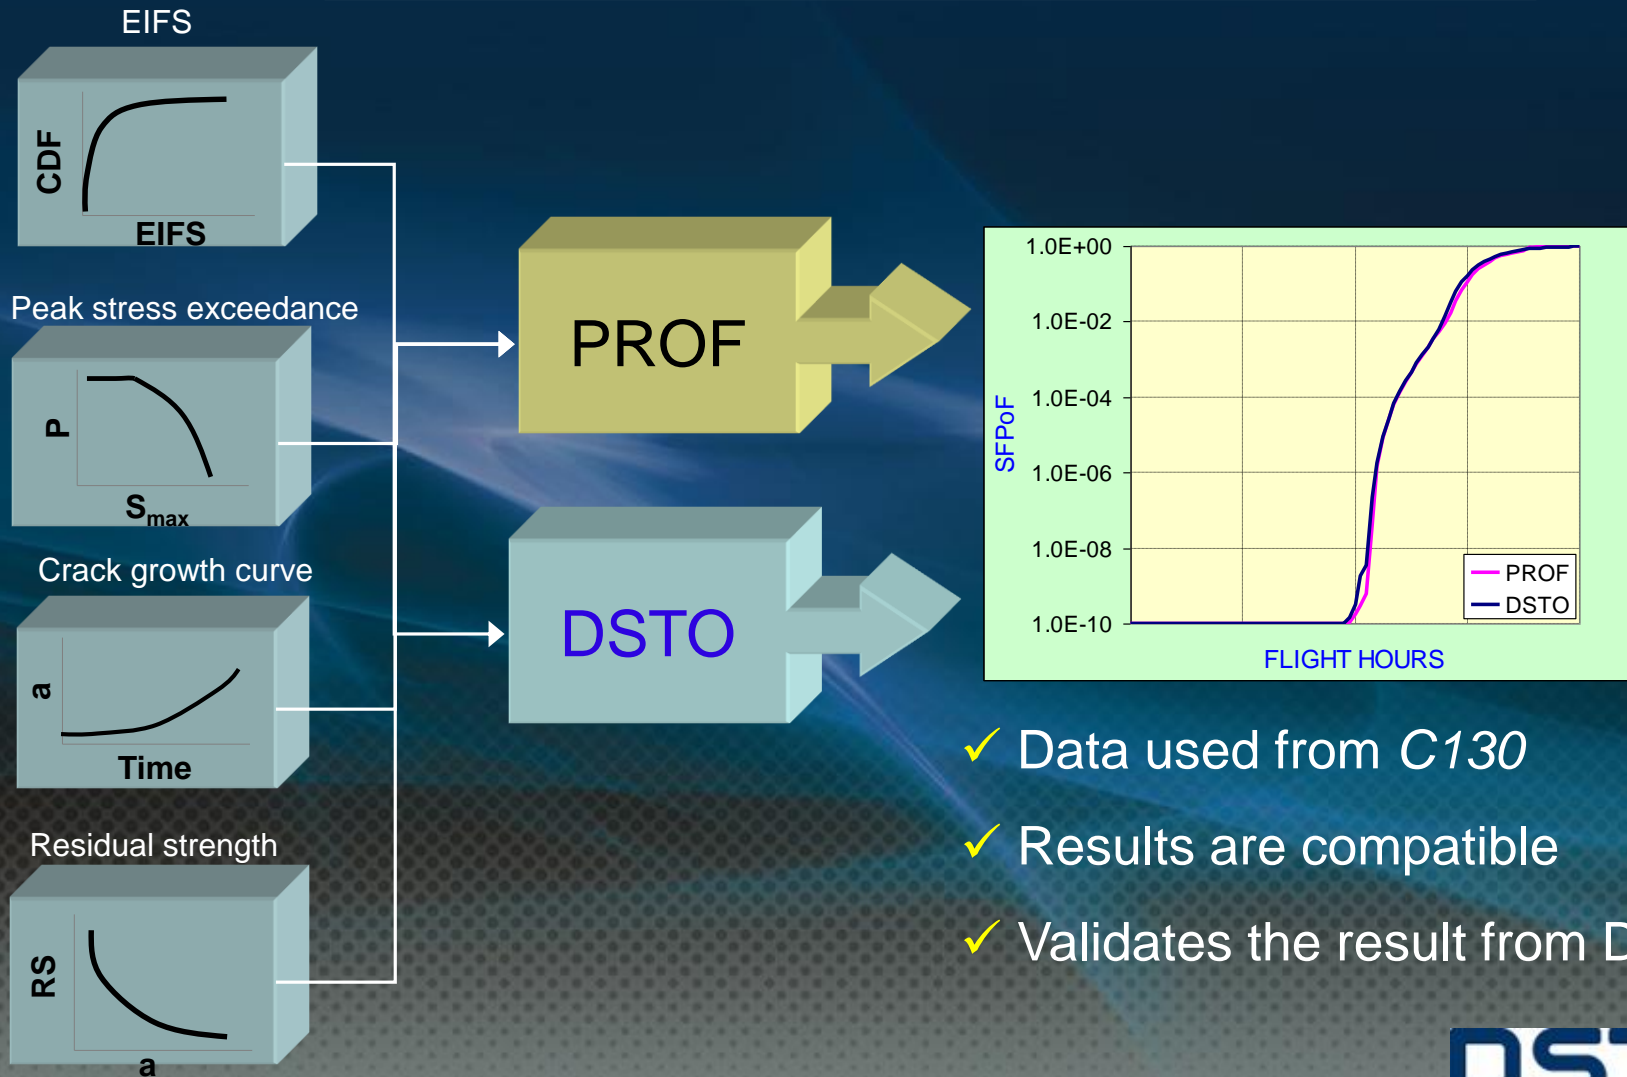 EIFS
CDF
EIFS
Peak stress exceedance
P
Smax
Crack growth curve
a
Time
Residual strength
RS
a
PROF
DSTO
1.0E+00
1.0E-02
1.0E-04
1.0E-06
1.0E-08
1.0E-10
SFPoF
FLIGHT HOURS
PROF
DSTO
✓ Data used from C130
✓ Results are compatible
✓ Validates the result from D